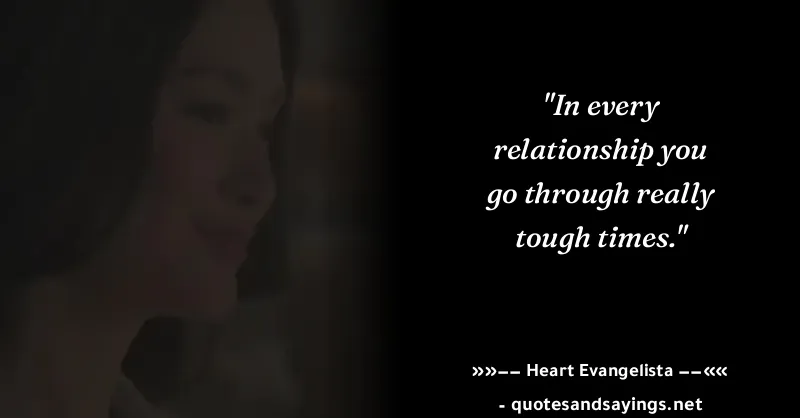 "In every
relationship you
go through really
tough times."
»»−− Heart Evangelista −−««
- quotesandsayings.net